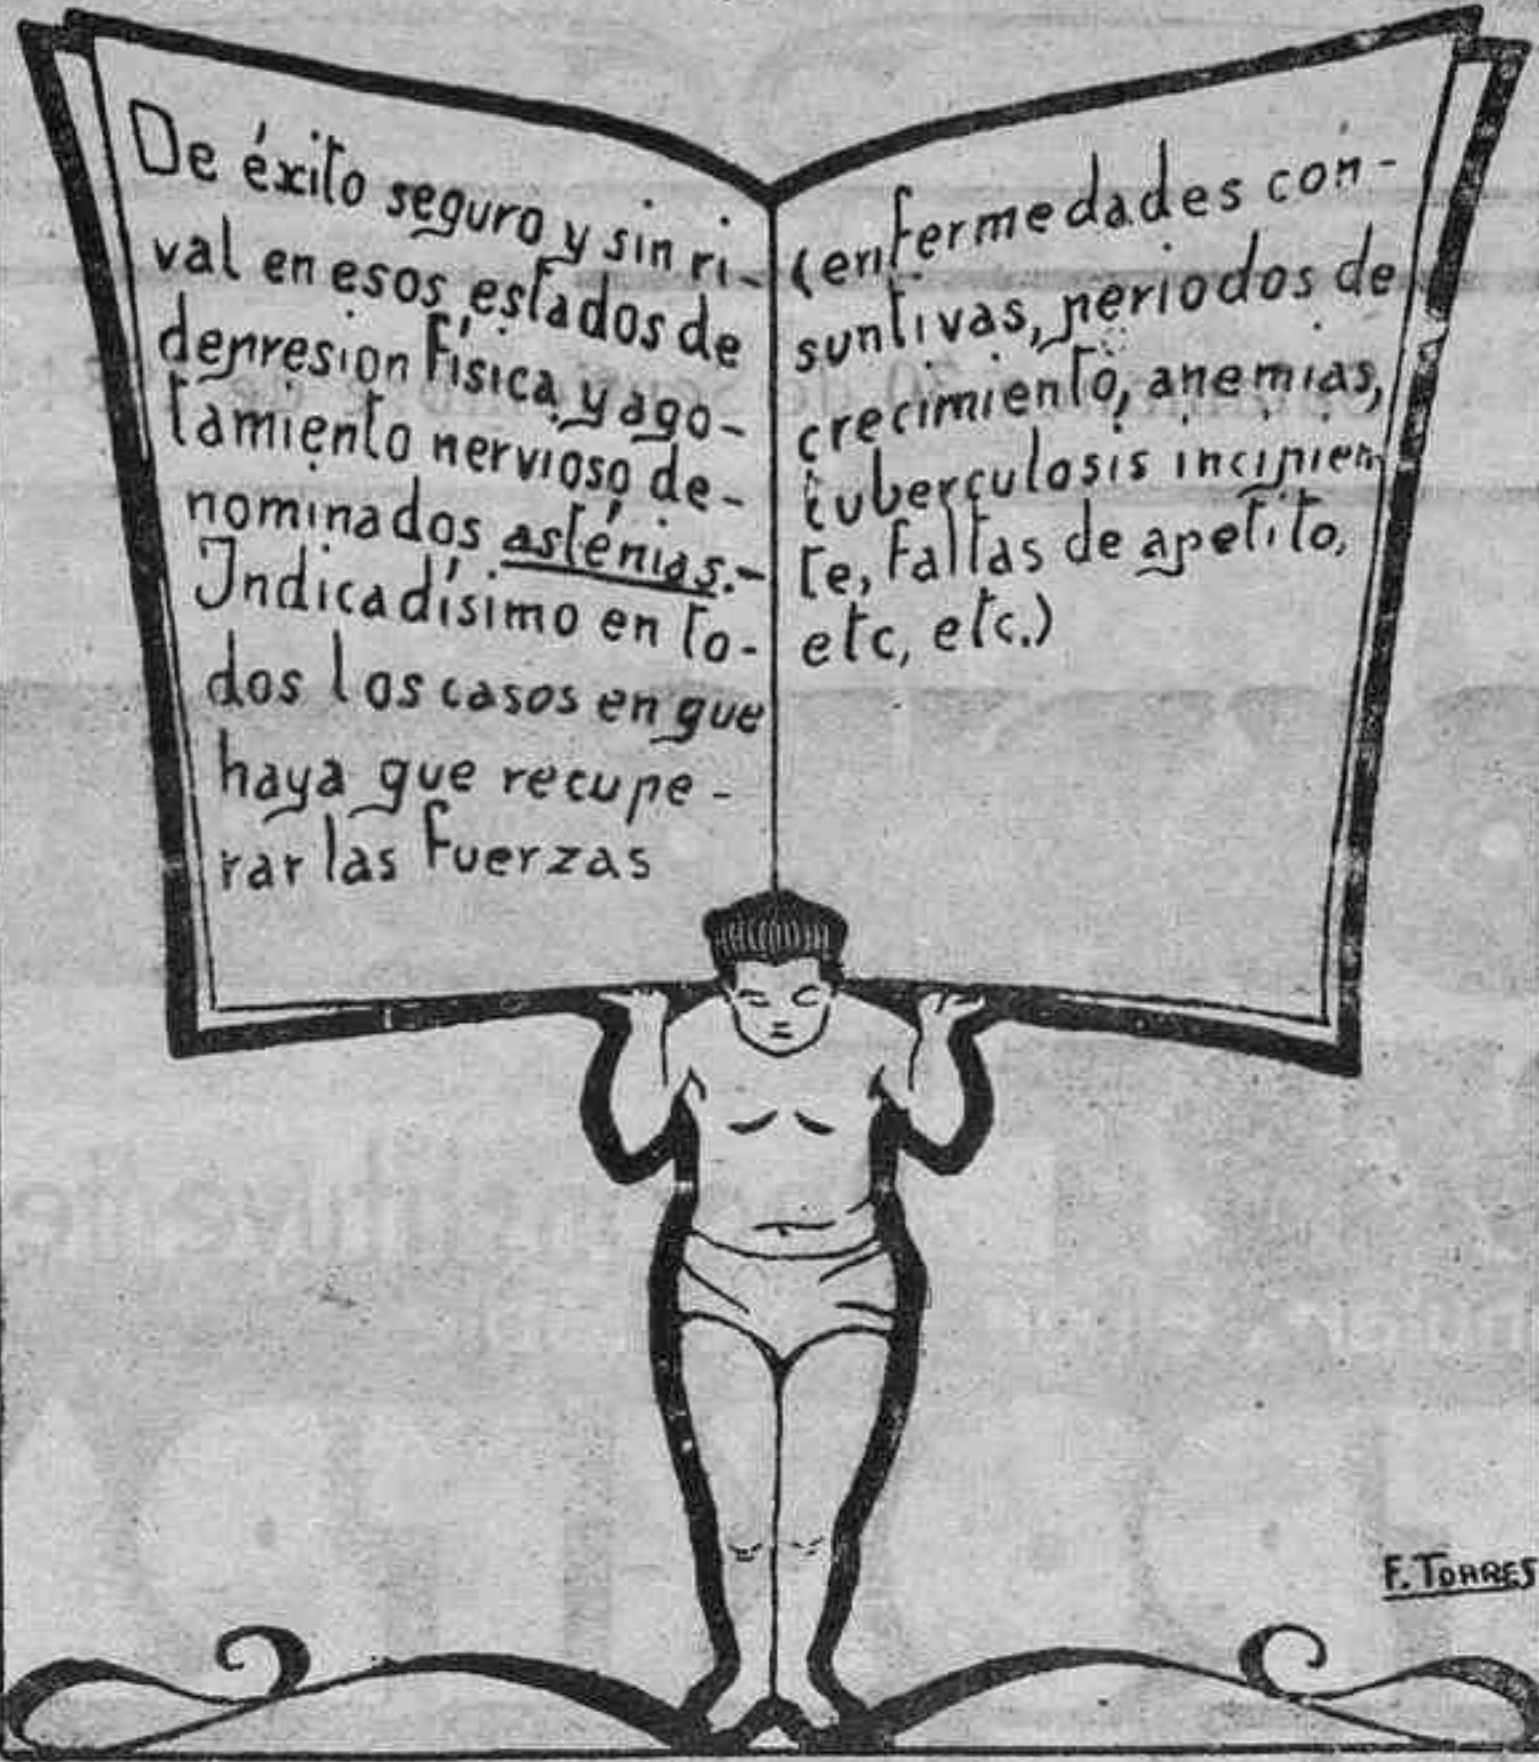 De éxito seguro y sin ri-
val en esos estados de
depresion física y ago-
tamiento nervioso de-
nominados asténias.-
Indicadísimo en to-
dos los casos en que
haya que recupe-
rar las fuerzas
(enfermedades con-
suntivas, periodos de
crecimiento, anemias,
tuberculosis incipien
te, faltas de apetito,
etc, etc.)
F. TORRES